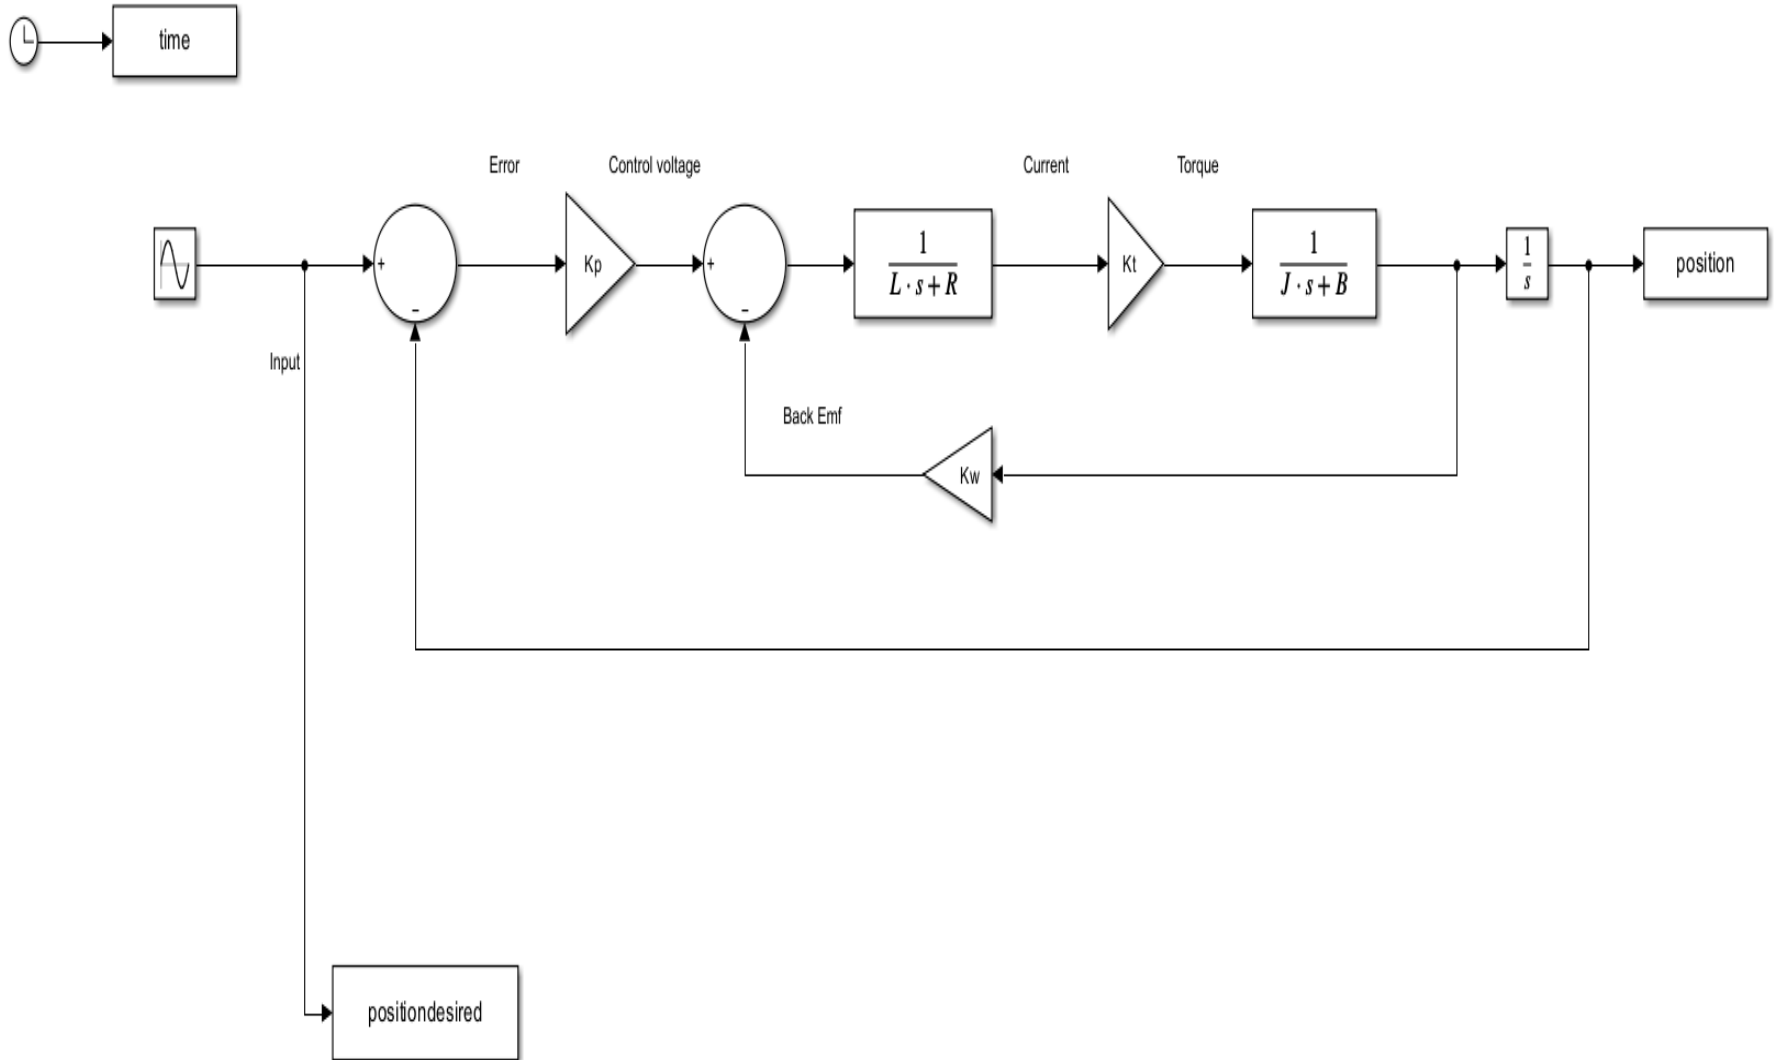 time
Error
Control voltage
Current
Torque
+
-
Kp
+
-
1
L · s + R
Kt
1
J · s + B
1
s
position
Input
Back Emf
Kw
positiondesired